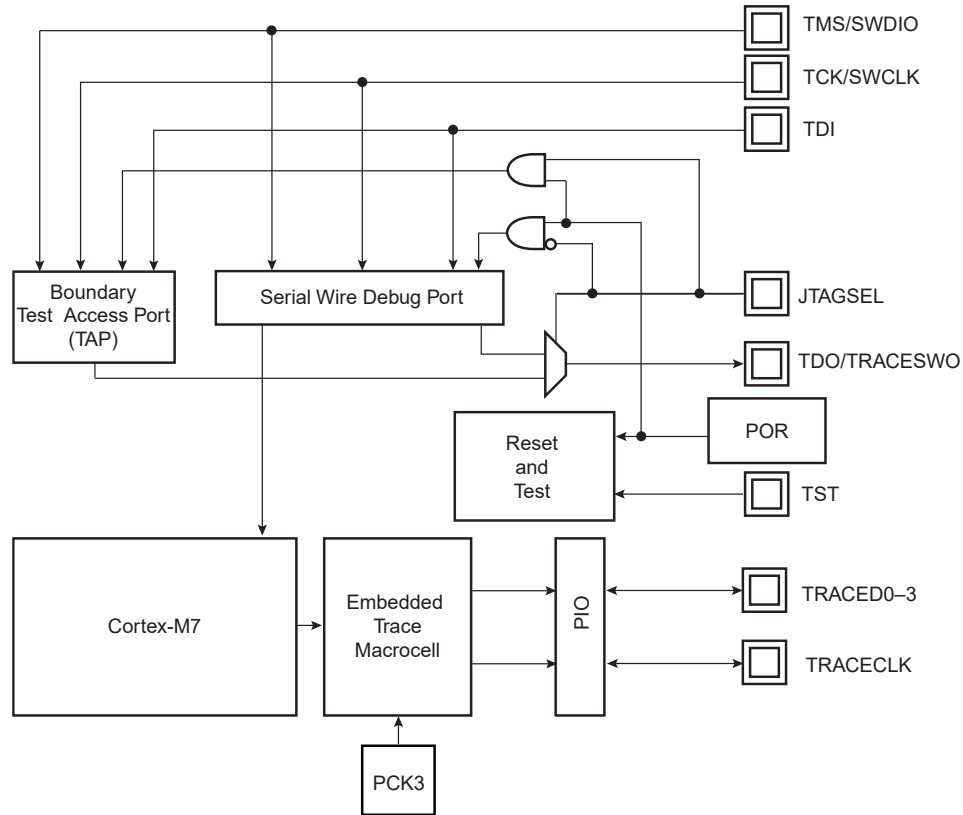 TMS/SWDIO
TCK/SWCLK
TDI
Boundary
Test Access Port
(TAP)
Serial Wire Debug Port
JTAGSEL
TDO/TRACESWO
Reset
and
Test
POR
TST
Cortex-M7
Embedded
Trace
Macrocell
PIO
TRACED0–3
TRACECLK
PCK3